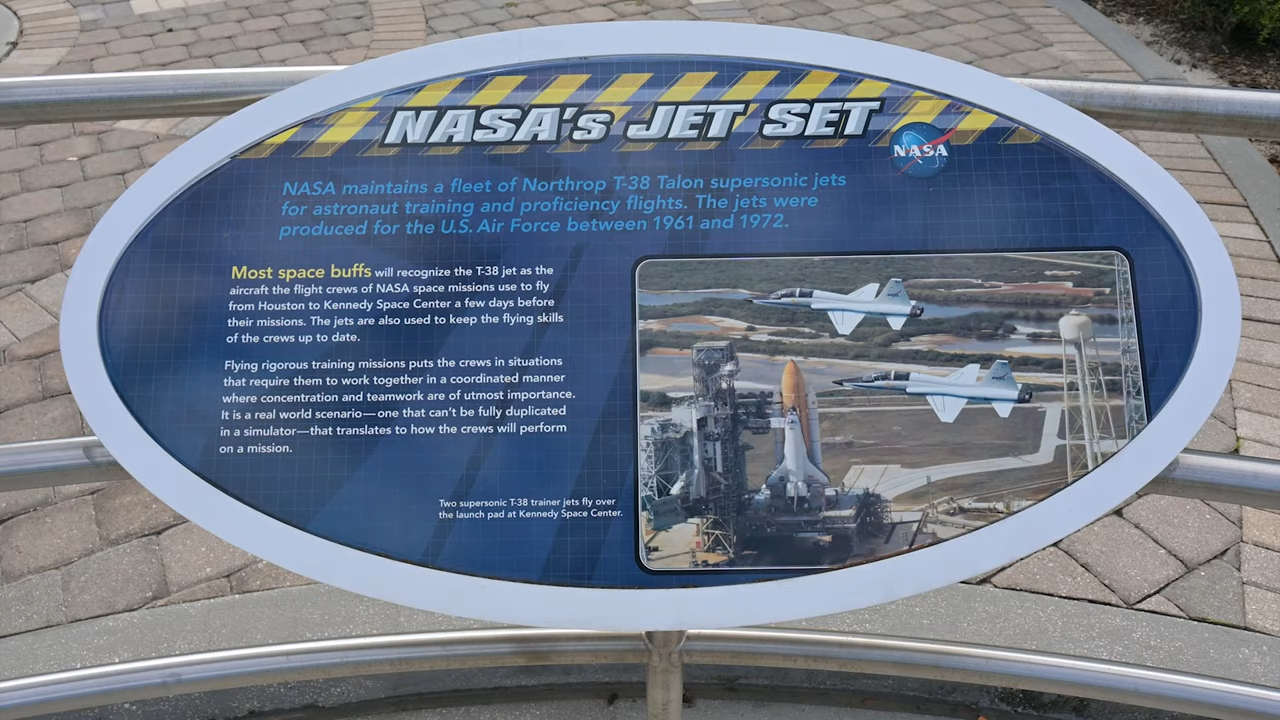 NASA's JET SET
NASA
NASA maintains a fleet of Northrop T-38 Talon supersonic jets
for astronaut training and proficiency flights. The jets were
produced for the U.S. Air Force between 1961 and 1972.
Most space buffs will recognize the T-38 jet as the
aircraft the flight crews of NASA space missions use to fly
from Houston to Kennedy Space Center a few days before
their missions. The jets are also used to keep the flying skills
of the crews up to date.
Flying rigorous training missions puts the crews in situations
that require them to work together in a coordinated manner
where concentration and teamwork are of utmost importance.
It is a real world scenario—one that can't be fully duplicated
in a simulator—that translates to how the crews will perform
on a mission.
Two supersonic T-38 trainer jets fly over
the launch pad at Kennedy Space Center.